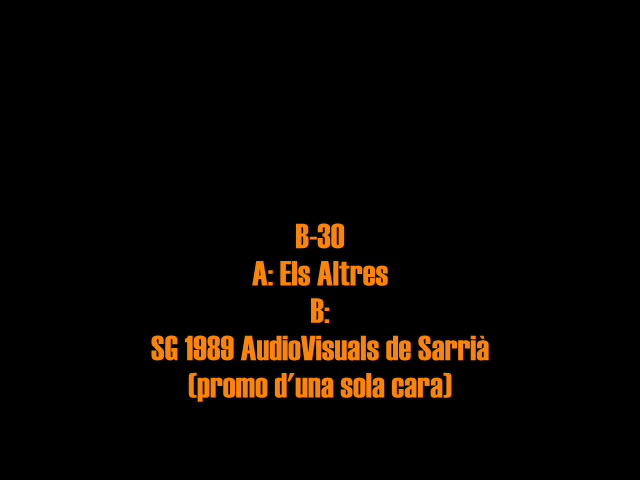 B-30
A: Els Altres
B:
SG 1989 AudioVisuals de Sarrià
(promo d'una sola cara)